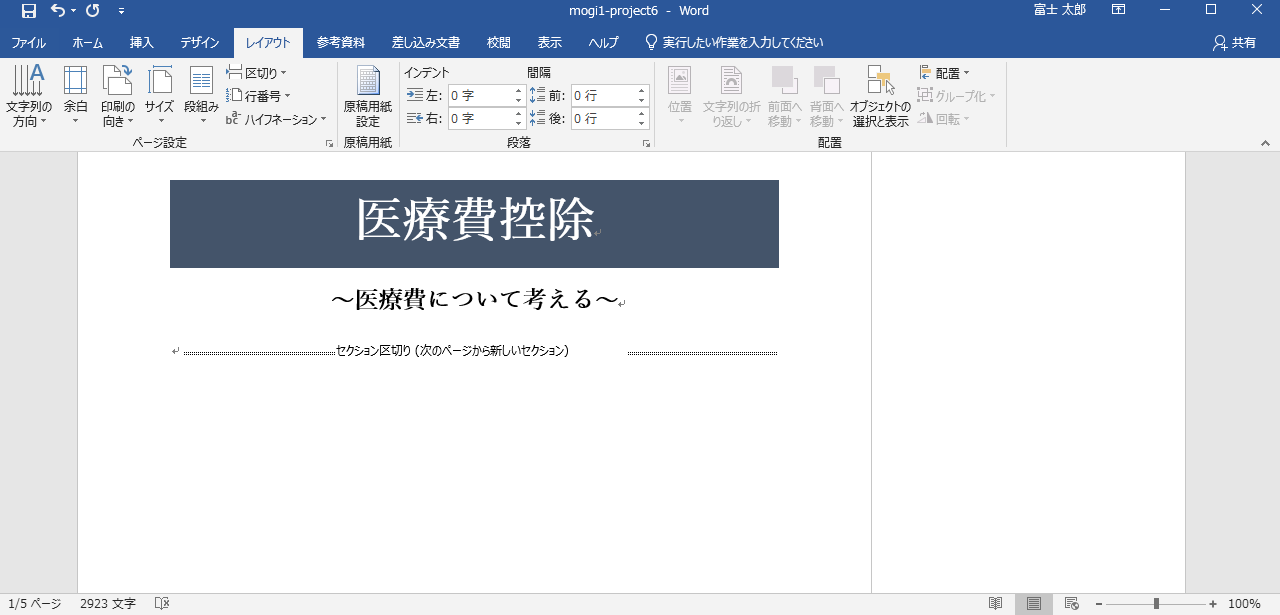 mogi1-project6 - Word
富士 太郎
ファイル ホーム 挿入 デザイン レイアウト 参考資料 差し込み文書 校閲 表示 ヘルプ 実行したい作業を入力してください 共有
文字列の方向
余白
印刷の向き
サイズ
段組み
区切り
行番号
ハイフネーション
ページ設定
原稿用紙設定
原稿用紙
インデント
左: 0 字
右: 0 字
間隔
前: 0 行
後: 0 行
段落
位置
文字列の折り返し
前面へ移動
背面へ移動
オブジェクトの選択と表示
配置
グループ化
回転
配置
医療費控除
～医療費について考える～
セクション区切り (次のページから新しいセクション)
1/5 ページ 2923 文字
100%